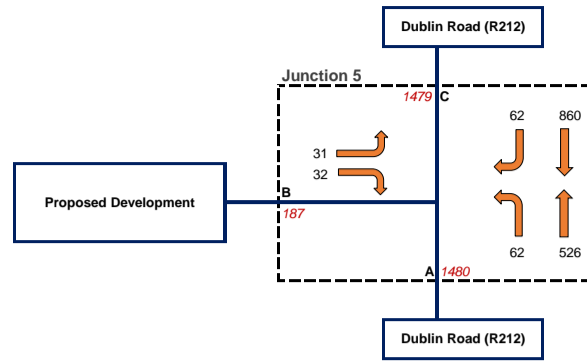 Dublin Road (R212)
Junction 5
1479 C
62 860
31
32
Proposed Development
B
187
62 526
A 1480
Dublin Road (R212)